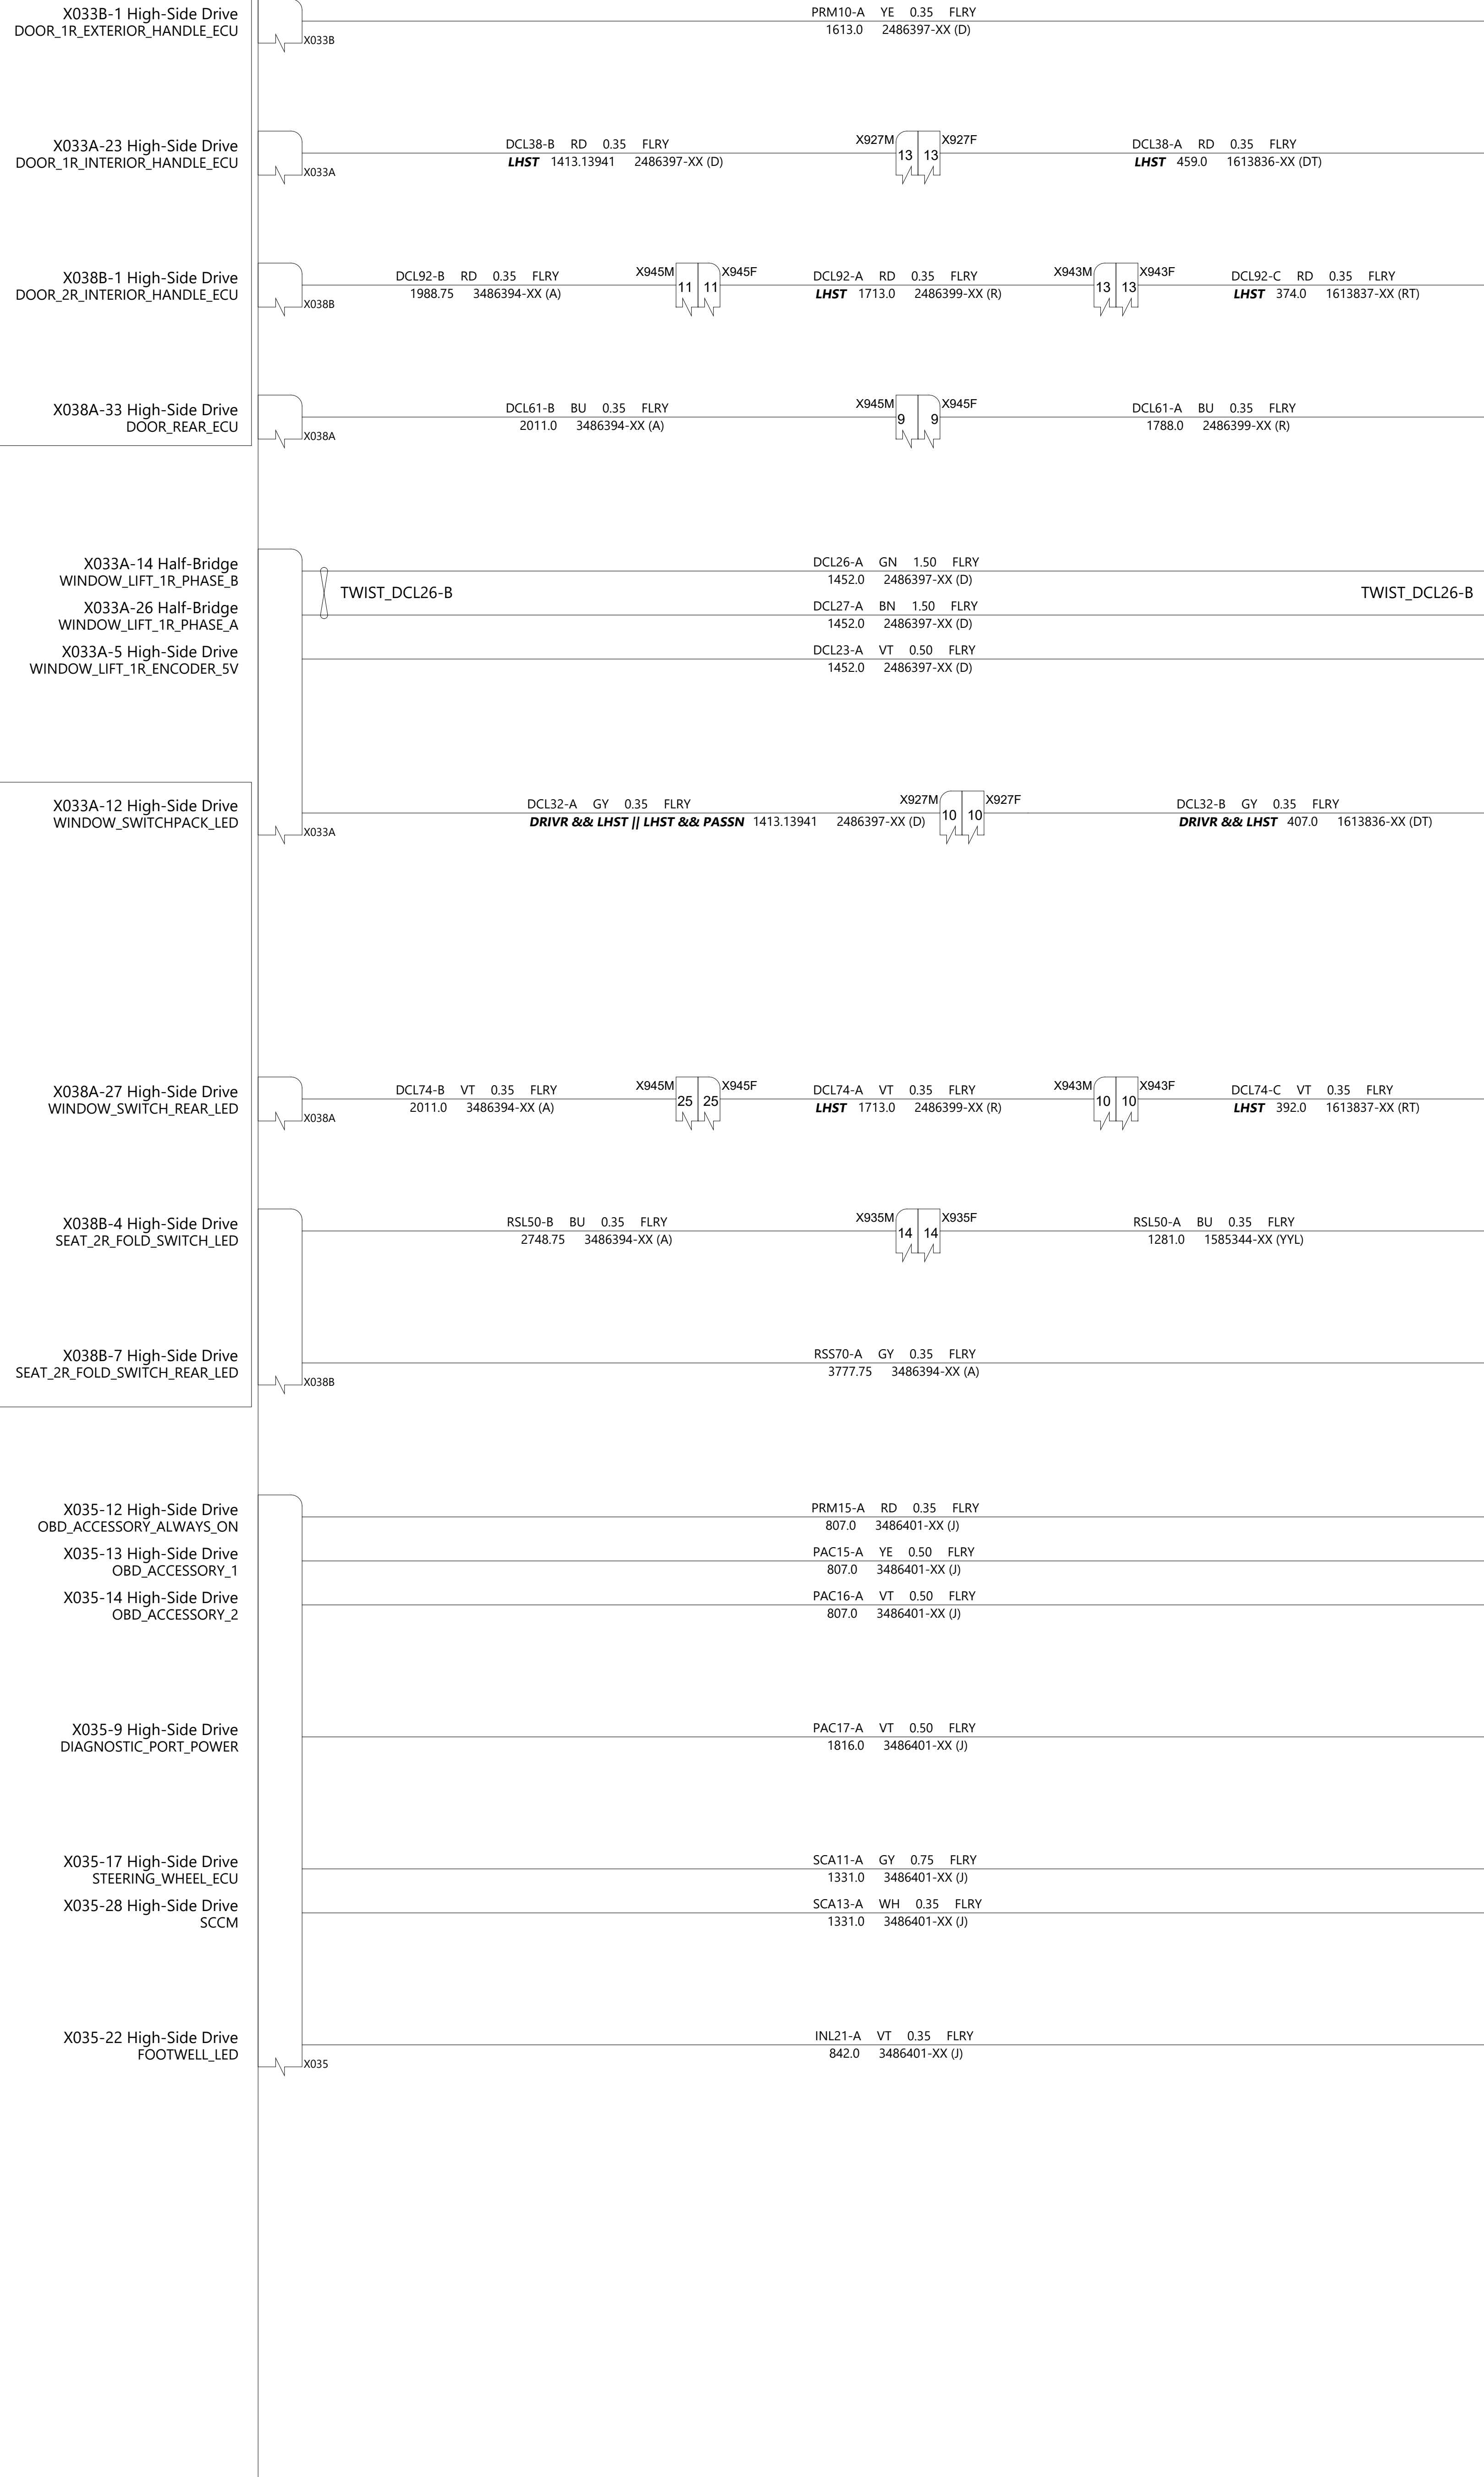 X033B-1 High-Side Drive
DOOR_1R_EXTERIOR_HANDLE_ECU
X033B
PRM10-A YE 0.35 FLRY
1613.0 2486397-XX (D)
X033A-23 High-Side Drive
DOOR_1R_INTERIOR_HANDLE_ECU
X033A
DCL38-B RD 0.35 FLRY
LHST 1413.13941 2486397-XX (D)
X927M 13 13 X927F
DCL38-A RD 0.35 FLRY
LHST 459.0 1613836-XX (DT)
X038B-1 High-Side Drive
DOOR_2R_INTERIOR_HANDLE_ECU
X038B
DCL92-B RD 0.35 FLRY
1988.75 3486394-XX (A)
X945M 11 11 X945F
DCL92-A RD 0.35 FLRY
LHST 1713.0 2486399-XX (R)
X943M 13 13 X943F
DCL92-C RD 0.35 FLRY
LHST 374.0 1613837-XX (RT)
X038A-33 High-Side Drive
DOOR_REAR_ECU
X038A
DCL61-B BU 0.35 FLRY
2011.0 3486394-XX (A)
X945M 9 9 X945F
DCL61-A BU 0.35 FLRY
1788.0 2486399-XX (R)
X033A-14 Half-Bridge
WINDOW_LIFT_1R_PHASE_B
DCL26-A GN 1.50 FLRY
1452.0 2486397-XX (D)
TWIST_DCL26-B TWIST_DCL26-B
X033A-26 Half-Bridge
WINDOW_LIFT_1R_PHASE_A
DCL27-A BN 1.50 FLRY
1452.0 2486397-XX (D)
X033A-5 High-Side Drive
WINDOW_LIFT_1R_ENCODER_5V
DCL23-A VT 0.50 FLRY
1452.0 2486397-XX (D)
X033A-12 High-Side Drive
WINDOW_SWITCHPACK_LED
X033A
DCL32-A GY 0.35 FLRY
DRIVR && LHST || LHST && PASSN 1413.13941 2486397-XX (D)
X927M 10 10 X927F
DCL32-B GY 0.35 FLRY
DRIVR && LHST 407.0 1613836-XX (DT)
X038A-27 High-Side Drive
WINDOW_SWITCH_REAR_LED
X038A
DCL74-B VT 0.35 FLRY
2011.0 3486394-XX (A)
X945M 25 25 X945F
DCL74-A VT 0.35 FLRY
LHST 1713.0 2486399-XX (R)
X943M 10 10 X943F
DCL74-C VT 0.35 FLRY
LHST 392.0 1613837-XX (RT)
X038B-4 High-Side Drive
SEAT_2R_FOLD_SWITCH_LED
RSL50-B BU 0.35 FLRY
2748.75 3486394-XX (A)
X935M 14 14 X935F
RSL50-A BU 0.35 FLRY
1281.0 1585344-XX (YYL)
X038B-7 High-Side Drive
SEAT_2R_FOLD_SWITCH_REAR_LED
X038B
RSS70-A GY 0.35 FLRY
3777.75 3486394-XX (A)
X035-12 High-Side Drive
OBD_ACCESSORY_ALWAYS_ON
PRM15-A RD 0.35 FLRY
807.0 3486401-XX (J)
X035-13 High-Side Drive
OBD_ACCESSORY_1
PAC15-A YE 0.50 FLRY
807.0 3486401-XX (J)
X035-14 High-Side Drive
OBD_ACCESSORY_2
PAC16-A VT 0.50 FLRY
807.0 3486401-XX (J)
X035-9 High-Side Drive
DIAGNOSTIC_PORT_POWER
PAC17-A VT 0.50 FLRY
1816.0 3486401-XX (J)
X035-17 High-Side Drive
STEERING_WHEEL_ECU
SCA11-A GY 0.75 FLRY
1331.0 3486401-XX (J)
X035-28 High-Side Drive
SCCM
SCA13-A WH 0.35 FLRY
1331.0 3486401-XX (J)
X035-22 High-Side Drive
FOOTWELL_LED
X035
INL21-A VT 0.35 FLRY
842.0 3486401-XX (J)